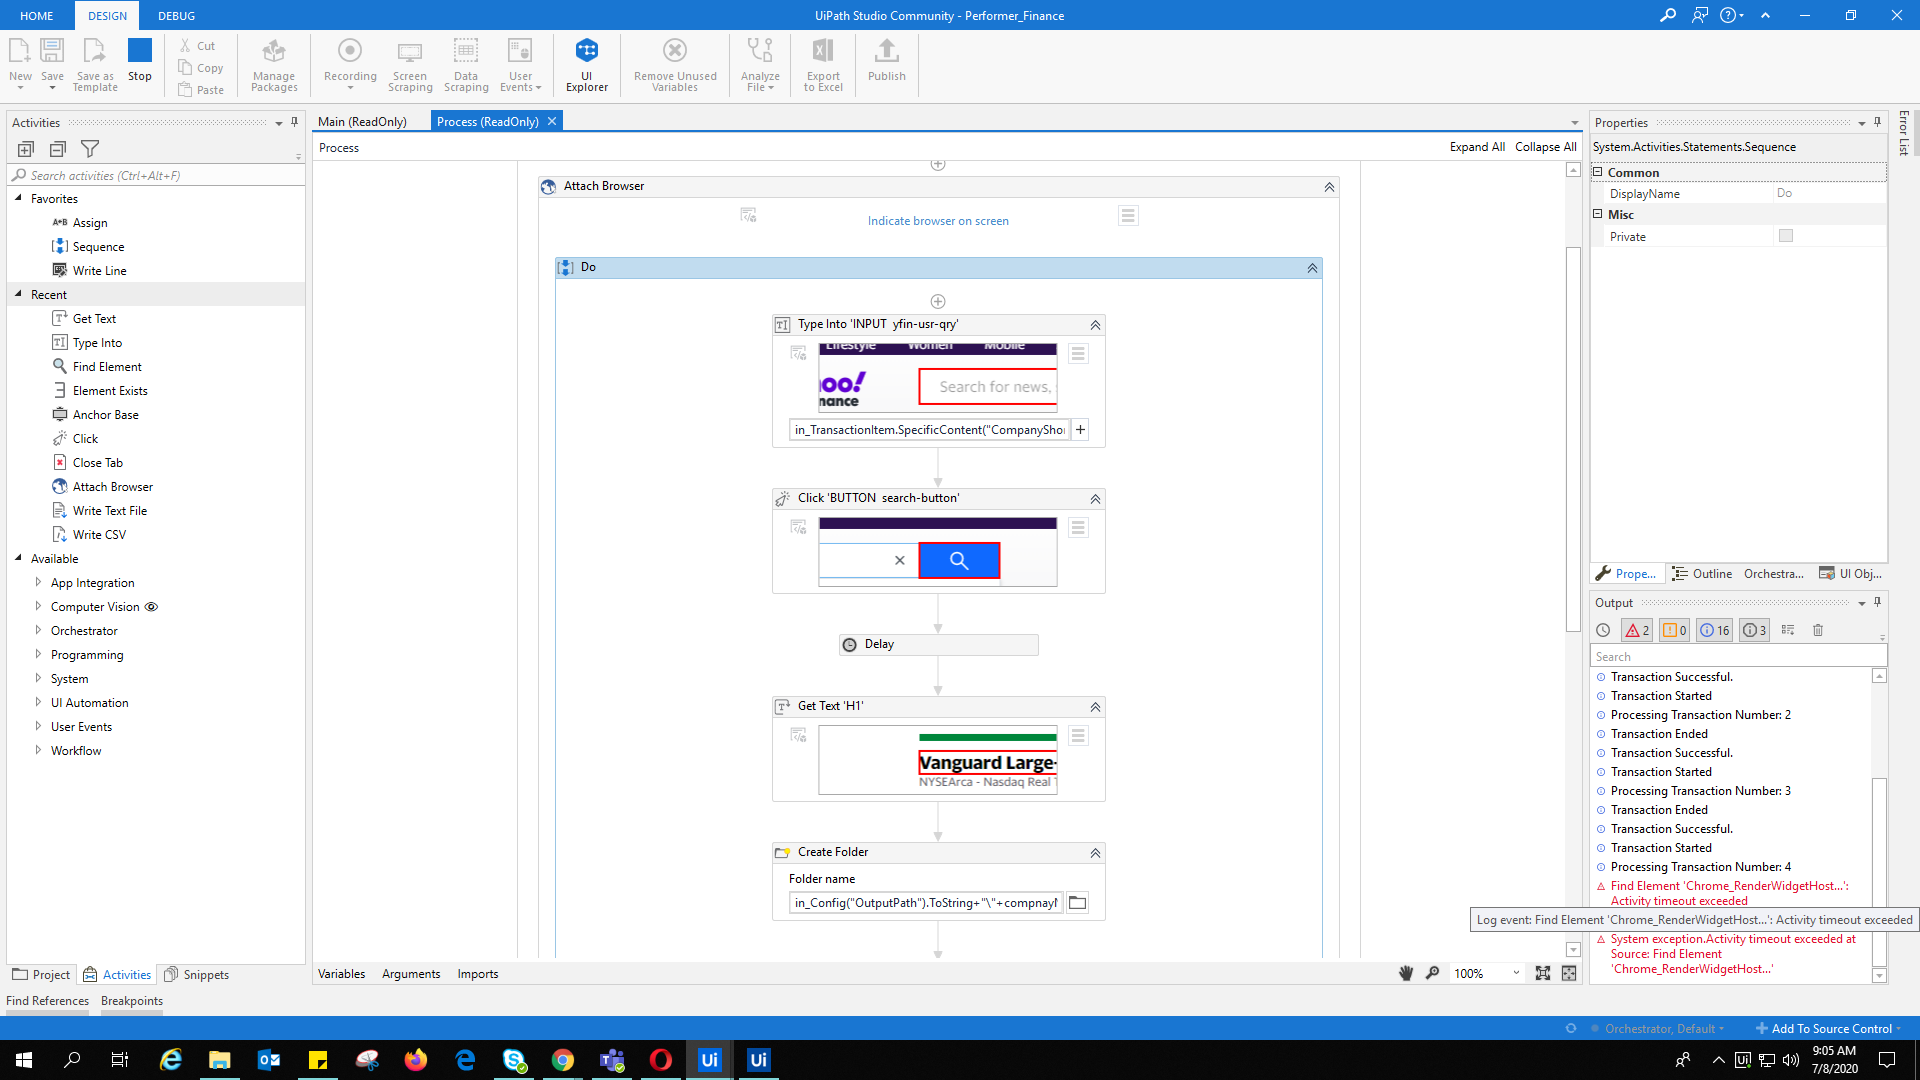 HOME DESIGN DEBUG UiPath Studio Community - Performer_Finance
New Save Save as Template Stop
Cut
Copy
Paste
Manage Packages
Recording
Screen Scraping
Data Scraping
User Events
UI Explorer
Remove Unused Variables
Analyze File
Export to Excel
Publish
Activities
Search activities (Ctrl+Alt+F)
Favorites
Assign
Sequence
Write Line
Recent
Get Text
Type Into
Find Element
Element Exists
Anchor Base
Click
Close Tab
Attach Browser
Write Text File
Write CSV
Available
App Integration
Computer Vision
Orchestrator
Programming
System
UI Automation
User Events
Workflow
Project Activities Snippets
Find References Breakpoints
Main (ReadOnly) Process (ReadOnly)
Process Expand All Collapse All
Attach Browser
Indicate browser on screen
Do
Type Into 'INPUT yfin-usr-qry'
Lifestyle Women Mobile
oo!
nance
Search for news,
in_TransactionItem.SpecificContent("CompanySho
Click 'BUTTON search-button'
Delay
Get Text 'H1'
Vanguard Large-
NYSEArca - Nasdaq Real
Create Folder
Folder name
in_Config("OutputPath").ToString+"\"+compnay
Variables Arguments Imports 100%
Properties
System.Activities.Statements.Sequence
Common
DisplayName Do
Misc
Private
Prope... Outline Orchestra... UI Obj...
Error List
Output
2 0 16 3
Search
Transaction Successful.
Transaction Started
Processing Transaction Number: 2
Transaction Ended
Transaction Successful.
Transaction Started
Processing Transaction Number: 3
Transaction Ended
Transaction Successful.
Transaction Started
Processing Transaction Number: 4
Find Element 'Chrome_RenderWidgetHost...':
Activity timeout exceeded
Log event: Find Element 'Chrome_RenderWidgetHost...': Activity timeout exceeded
System exception.Activity timeout exceeded at
Source: Find Element
'Chrome_RenderWidgetHost...'
Orchestrator, Default Add To Source Control
Ui Ui
9:05 AM
7/8/2020